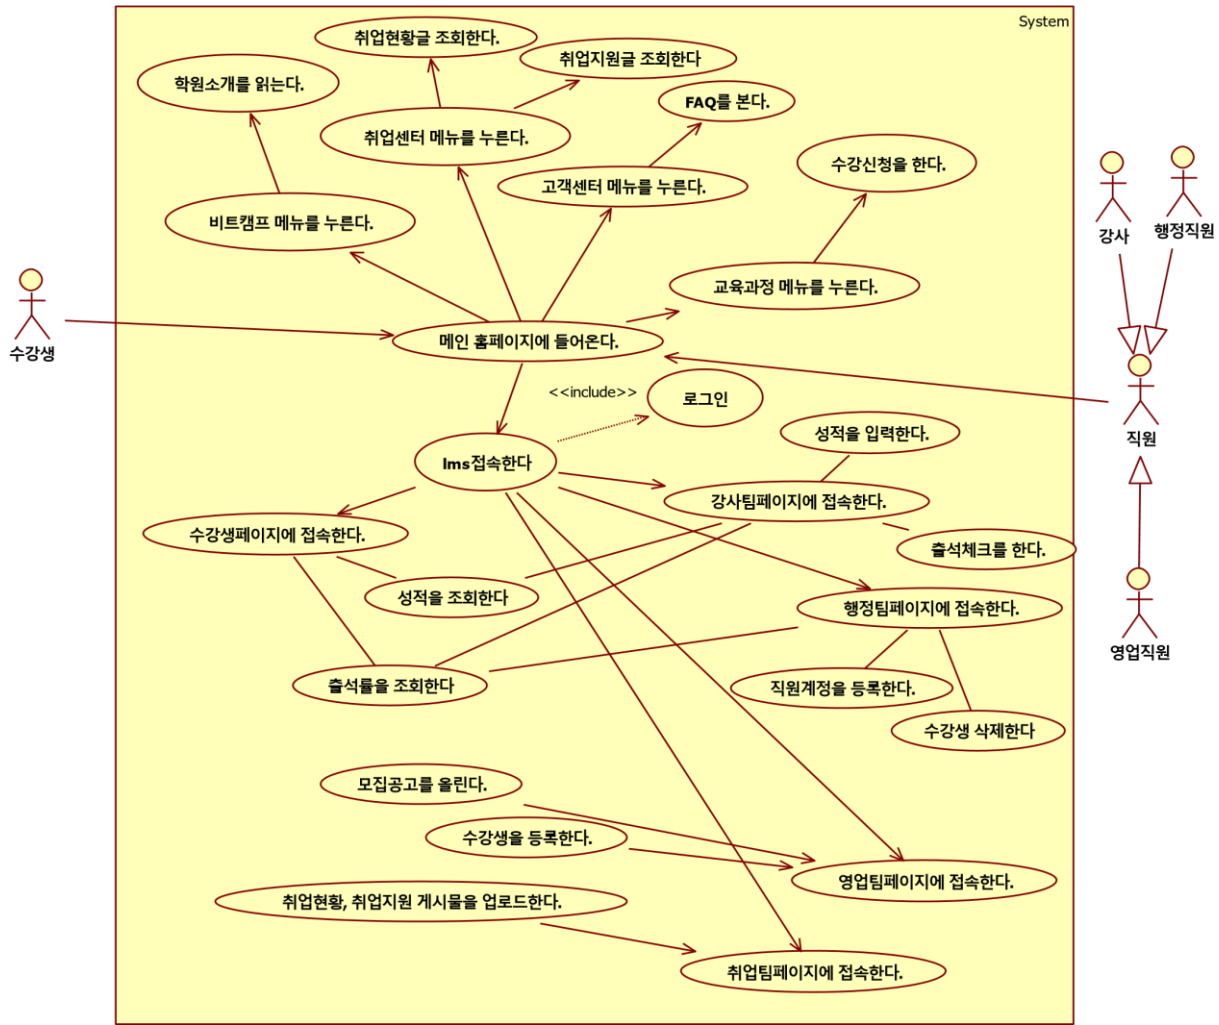 System
취업현황글 조회한다.
취업지원글 조회한다
학원소개를 읽는다.
FAQ를 본다.
취업센터 메뉴를 누른다.
수강신청을 한다.
고객센터 메뉴를 누른다.
비트캠프 메뉴를 누른다.
강사
행정직원
교육과정 메뉴를 누른다.
수강생
메인 홈페이지에 들어온다.
<<include>>
로그인
직원
성적을 입력한다.
lms접속한다
강사팀페이지에 접속한다.
수강생페이지에 접속한다.
출석체크를 한다.
성적을 조회한다
행정팀페이지에 접속한다.
영업직원
출석률을 조회한다
직원계정을 등록한다.
수강생 삭제한다
모집공고를 올린다.
수강생을 등록한다.
영업팀페이지에 접속한다.
취업현황, 취업지원 게시물을 업로드한다.
취업팀페이지에 접속한다.